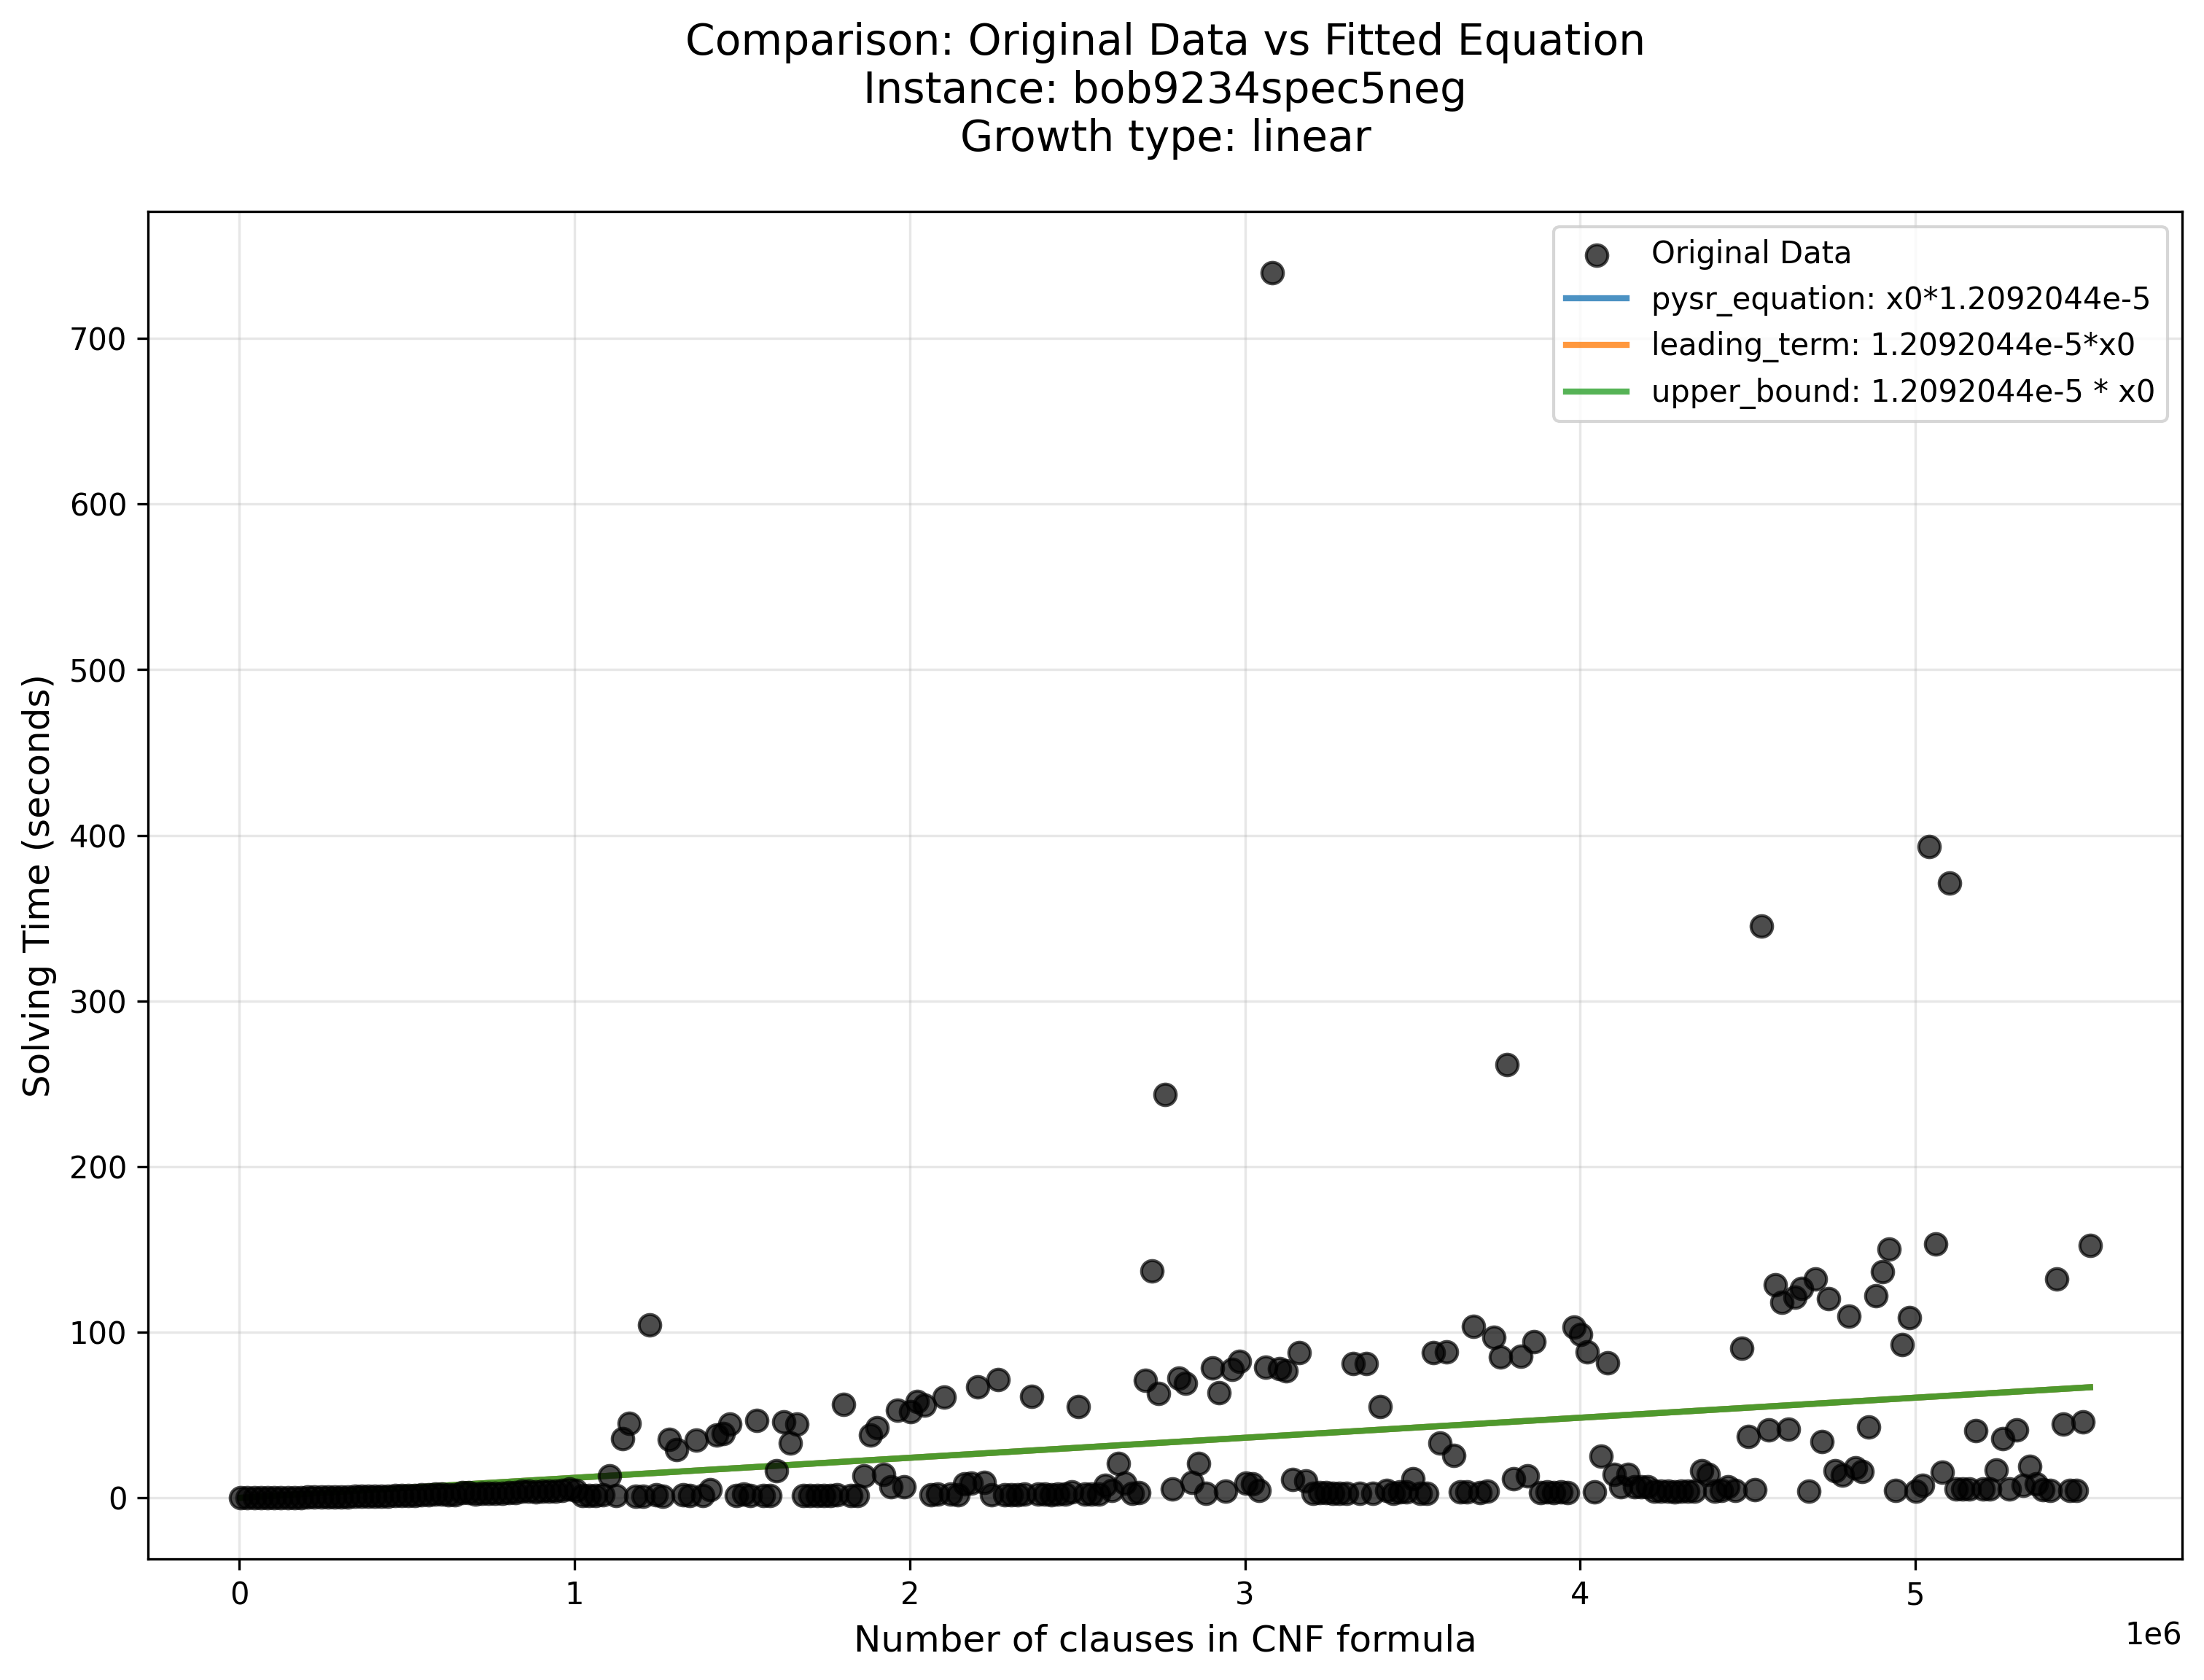 Comparison: Original Data vs Fitted Equation
Instance: bob9234spec5neg
Growth type: linear
Original Data
pysr_equation: x0*1.2092044e-5
leading_term: 1.2092044e-5*x0
upper_bound: 1.2092044e-5 * x0
Solving Time (seconds)
700
600
500
400
300
200
100
0
0 1 2 3 4 5
1e6
Number of clauses in CNF formula